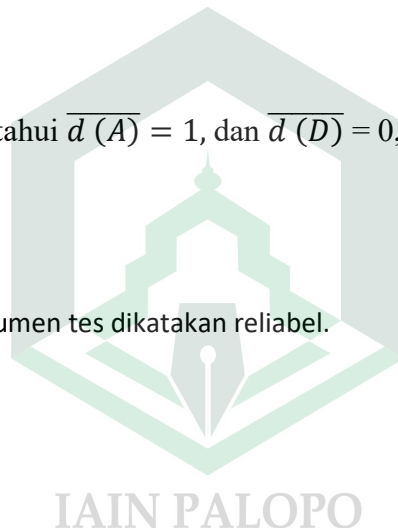 tahui $\overline{d\ (A)}$ = 1, dan $\overline{d\ (D)}$ = 0,
umen tes dikatakan reliabel.
IAIN PALOPO